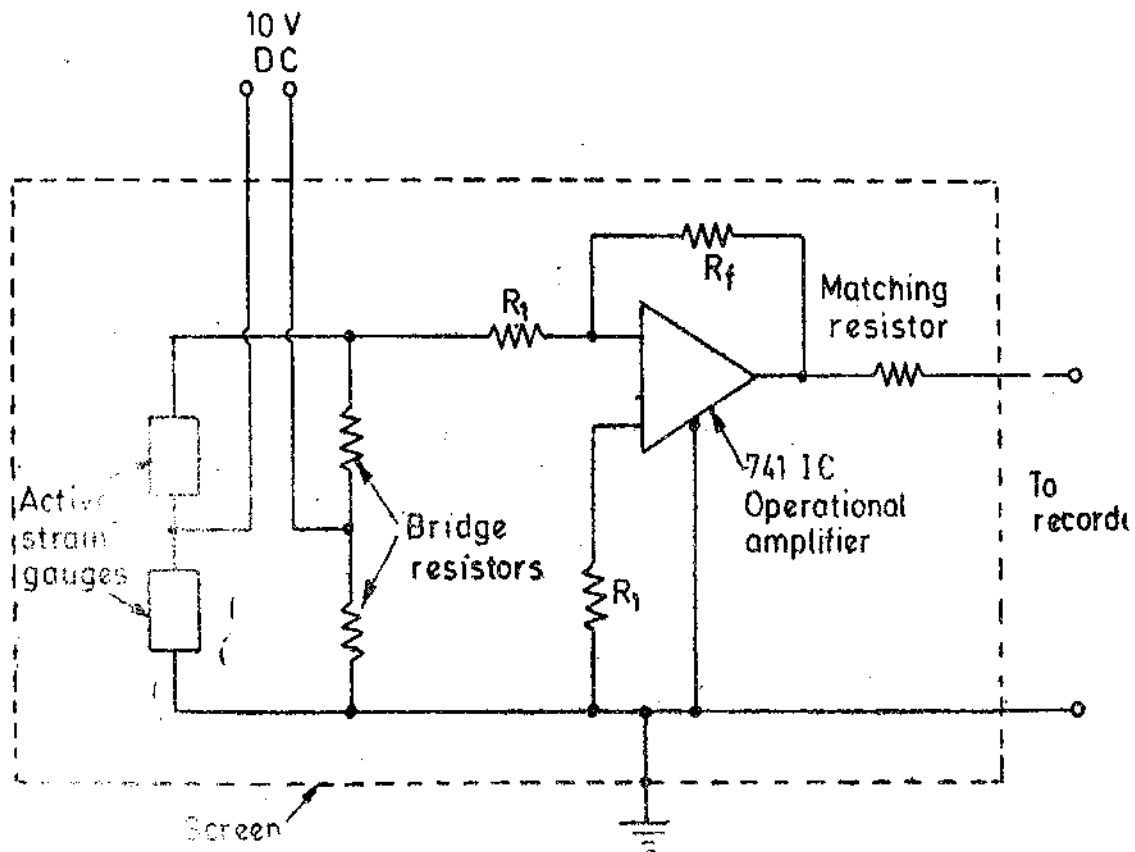 10 V
DC
R1
Rf
Matching
resistor
741 IC
Operational
amplifier
Active
strain
gauges
Bridge
resistors
R1
To
Screen